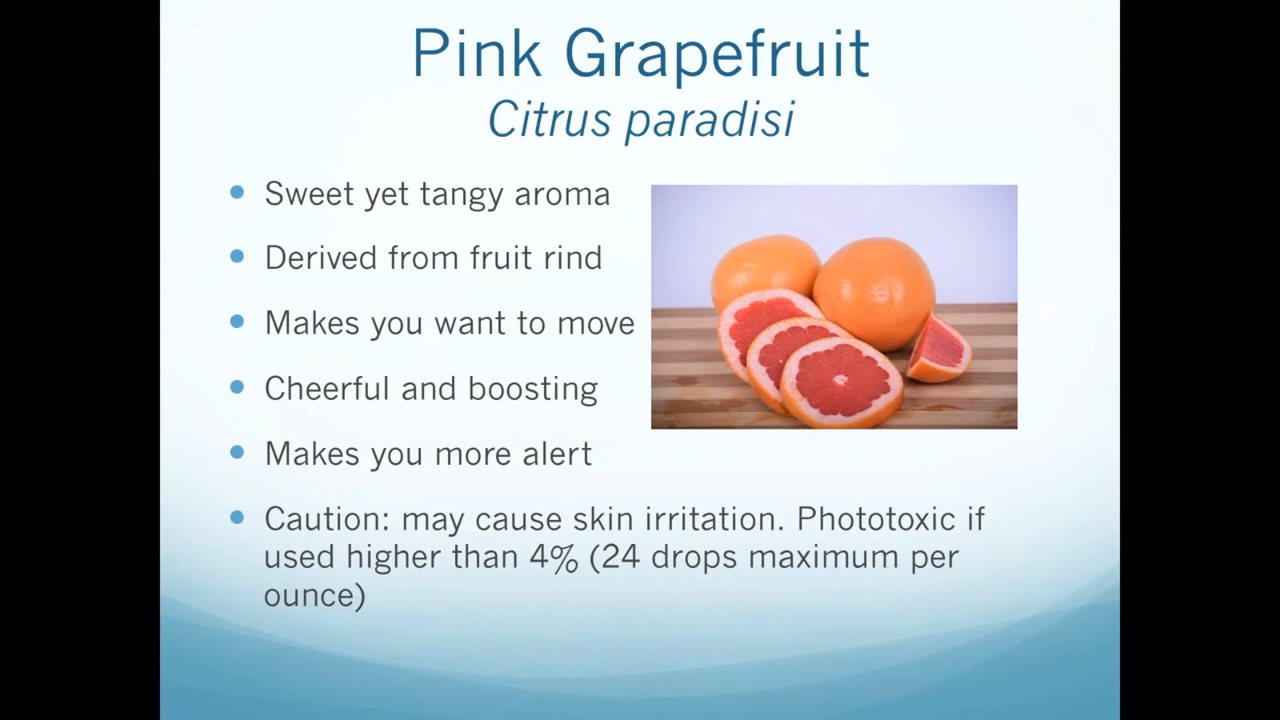 Pink Grapefruit
Citrus paradisi
• Sweet yet tangy aroma
• Derived from fruit rind
• Makes you want to move
• Cheerful and boosting
• Makes you more alert
• Caution: may cause skin irritation. Phototoxic if
used higher than 4% (24 drops maximum per
ounce)